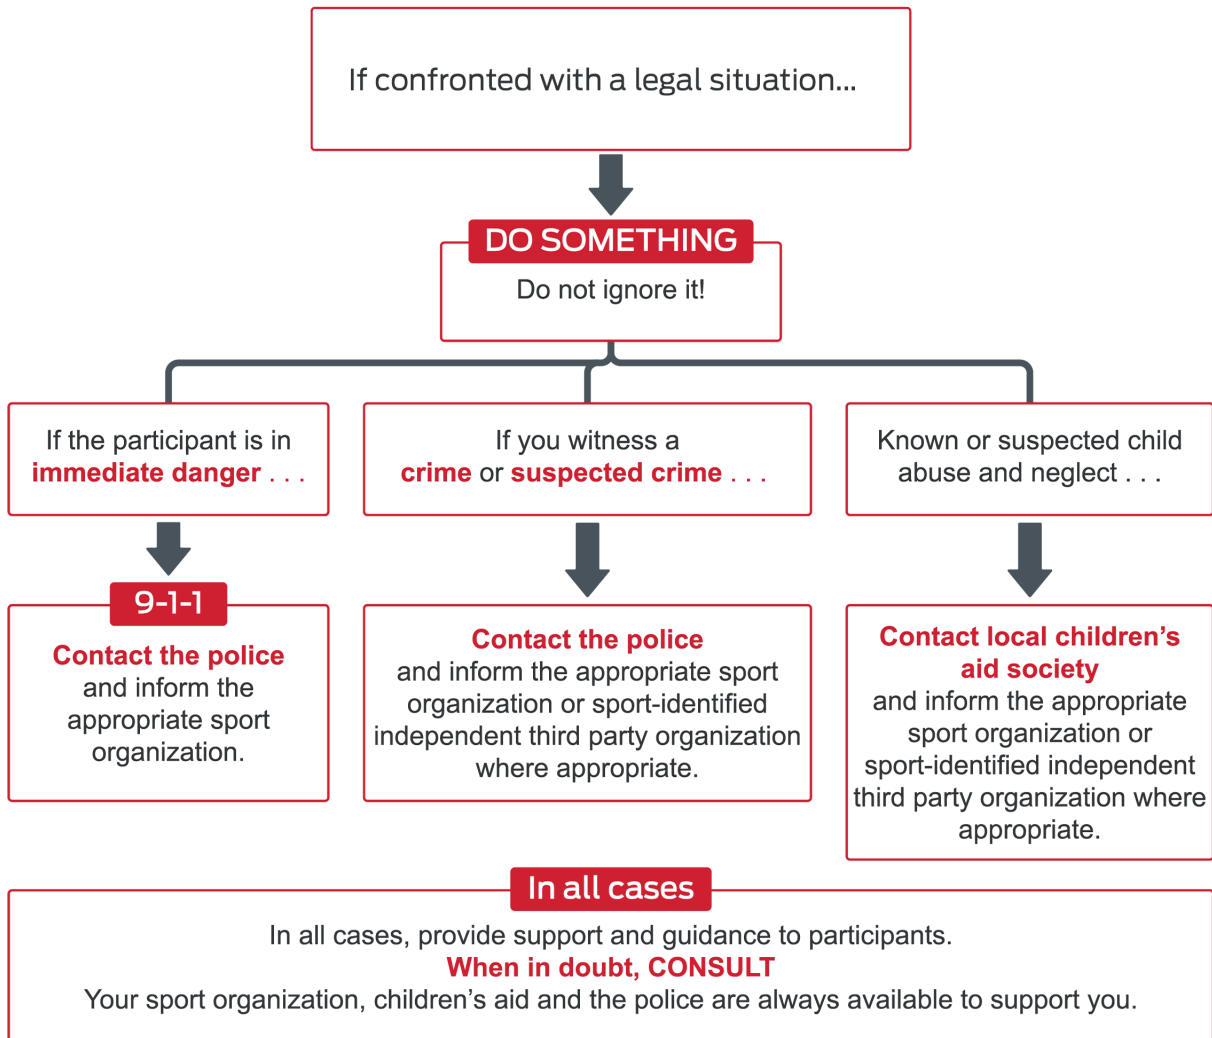 If confronted with a legal situation...
DO SOMETHING
Do not ignore it!
If the participant is in
immediate danger . . .
If you witness a
crime or suspected crime . . .
Known or suspected child
abuse and neglect . . .
9-1-1
Contact the police
and inform the
appropriate sport
organization.
Contact the police
and inform the appropriate sport
organization or sport-identified
independent third party organization
where appropriate.
Contact local children’s
aid society
and inform the appropriate
sport organization or
sport-identified independent
third party organization where
appropriate.
In all cases
In all cases, provide support and guidance to participants.
When in doubt, CONSULT
Your sport organization, children’s aid and the police are always available to support you.